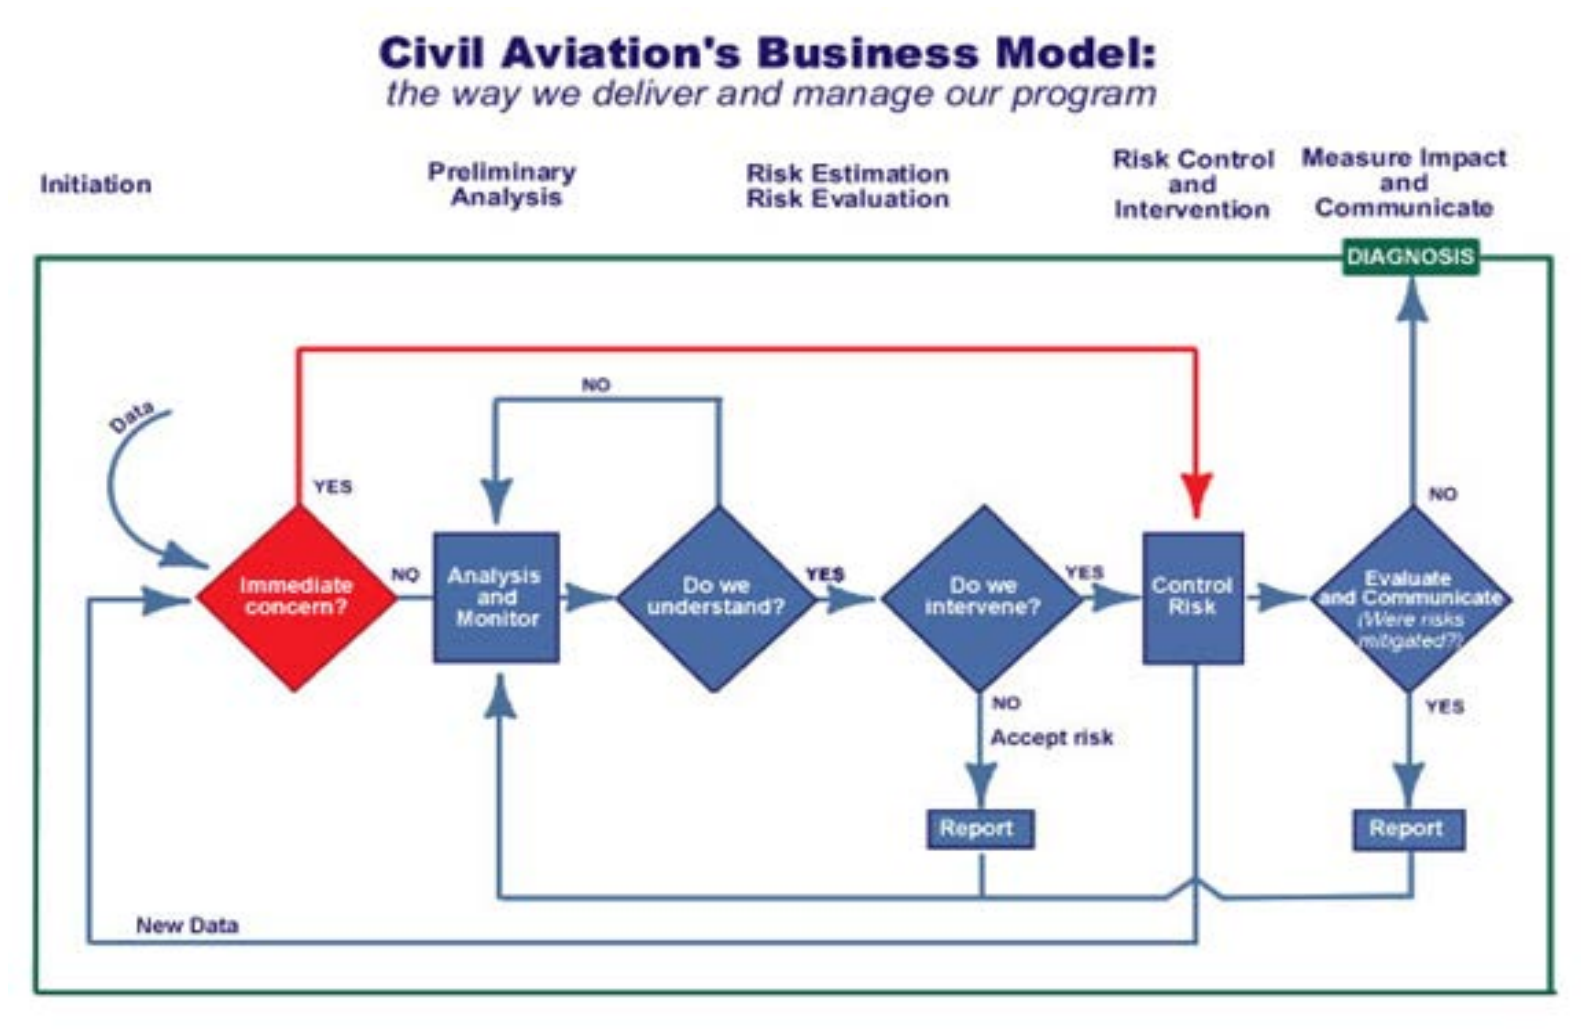 Civil Aviation's Business Model:
the way we deliver and manage our program
Initiation
Preliminary
Analysis
Risk Estimation
Risk Evaluation
Risk Control
and
Intervention
Measure Impact
and
Communicate
DIAGNOSIS
NO
Data
YES
NO
Immediate
concern?
NO
Analysis
and
Monitor
Do we
understand?
YES
Do we
intervene?
YES
Control
Risk
Evaluate
and Communicate
(Were risks
mitigated?)
NO
Accept risk
YES
Report
Report
New Data